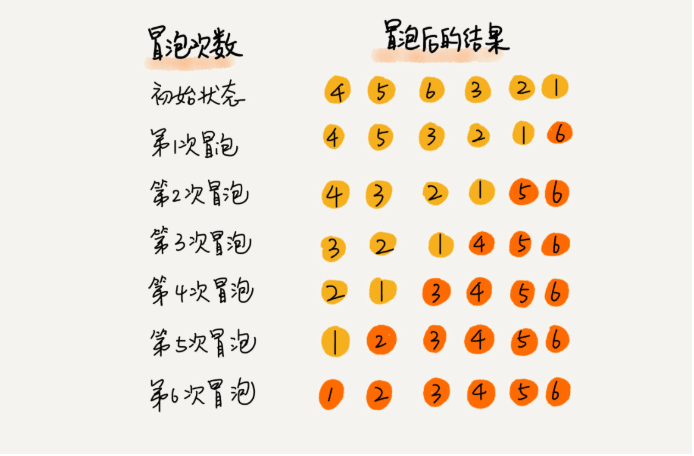 冒泡次数 冒泡后的结果
初始状态 4 5 6 3 2 1
第1次冒泡 4 5 3 2 1 6
第2次冒泡 4 3 2 1 5 6
第3次冒泡 3 2 1 4 5 6
第4次冒泡 2 1 3 4 5 6
第5次冒泡 1 2 3 4 5 6
第6次冒泡 1 2 3 4 5 6